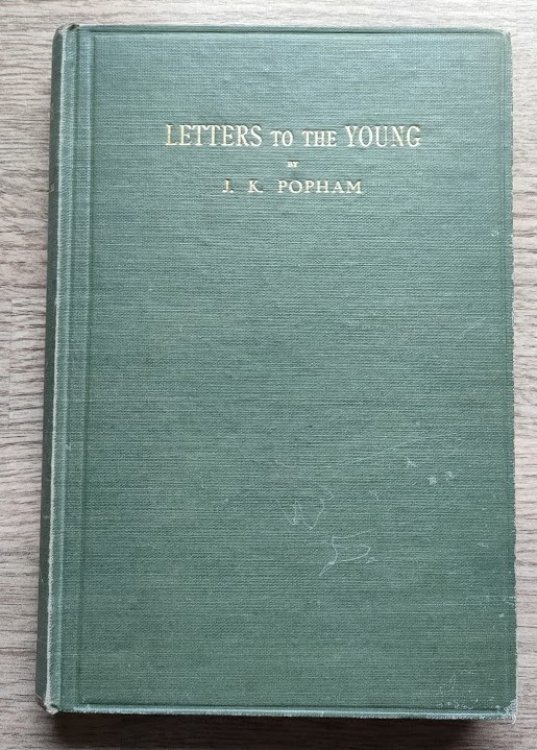 LETTERS TO THE YOUNG
BY
J. K. POPHAM